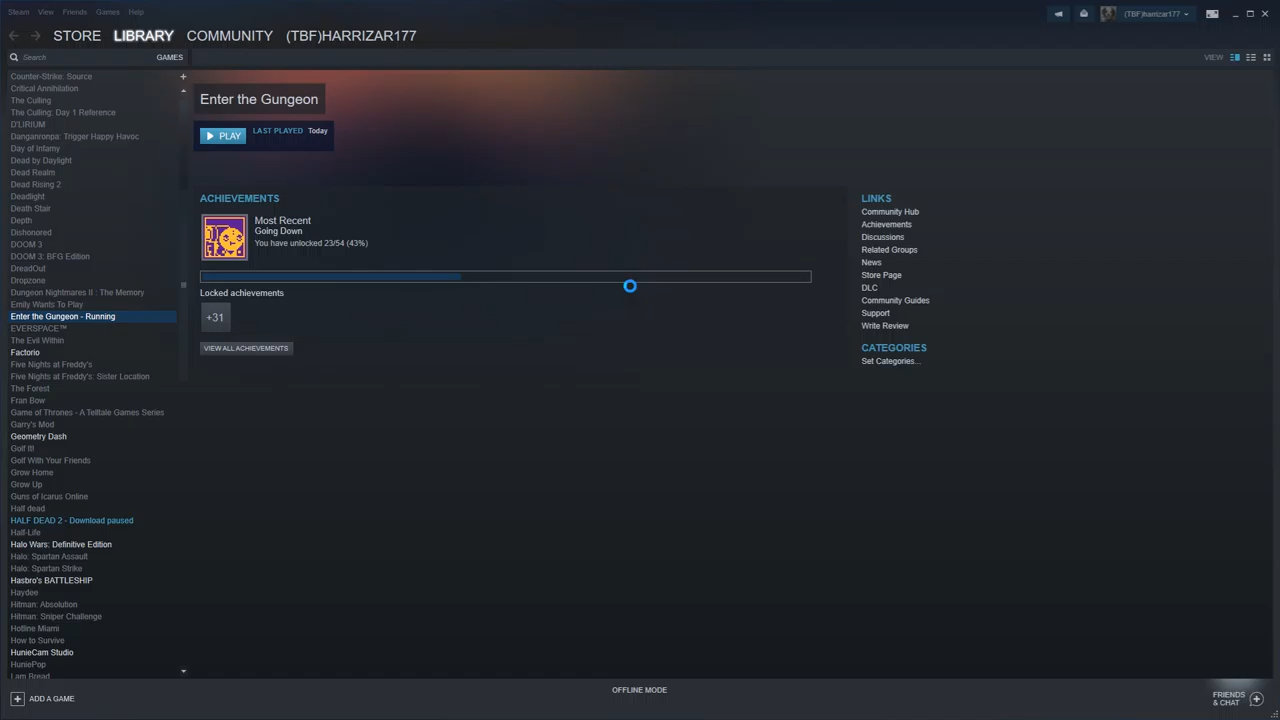 Steam View Friends Games Help
(TBF)harrizar177
STORE LIBRARY COMMUNITY (TBF)HARRIZAR177
Search GAMES
VIEW
Counter-Strike: Source
Critical Annihilation
The Culling
The Culling: Day 1 Reference
D'LIRIUM
Danganronpa: Trigger Happy Havoc
Day of Infamy
Dead by Daylight
Dead Realm
Dead Rising 2
Deadlight
Death Stair
Depth
Dishonored
DOOM 3
DOOM 3: BFG Edition
DreadOut
Dropzone
Dungeon Nightmares II : The Memory
Emily Wants To Play
Enter the Gungeon - Running
EVERSPACE™
The Evil Within
Factorio
Five Nights at Freddy's
Five Nights at Freddy's: Sister Location
The Forest
Fran Bow
Game of Thrones - A Telltale Games Series
Garry's Mod
Geometry Dash
Golf It!
Golf With Your Friends
Grow Home
Grow Up
Guns of Icarus Online
Half dead
HALF DEAD 2 - Download paused
Half-Life
Halo Wars: Definitive Edition
Halo: Spartan Assault
Halo: Spartan Strike
Hasbro's BATTLESHIP
Haydee
Hitman: Absolution
Hitman: Sniper Challenge
Hotline Miami
How to Survive
HunieCam Studio
HuniePop
I am Bread
Enter the Gungeon
PLAY
LAST PLAYED Today
ACHIEVEMENTS
Most Recent
Going Down
You have unlocked 23/54 (43%)
Locked achievements
+31
VIEW ALL ACHIEVEMENTS
LINKS
Community Hub
Achievements
Discussions
Related Groups
News
Store Page
DLC
Community Guides
Support
Write Review
CATEGORIES
Set Categories...
ADD A GAME
OFFLINE MODE
FRIENDS
& CHAT